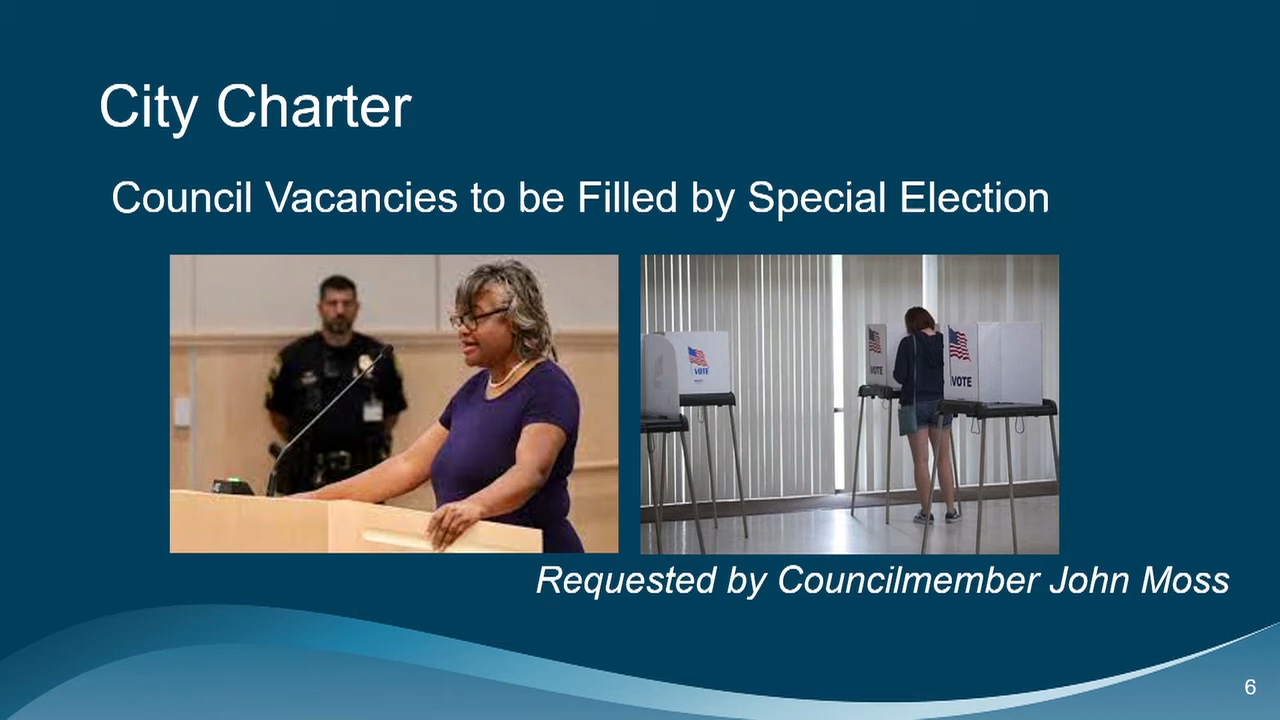 City Charter
Council Vacancies to be Filled by Special Election
VOTE
VOTE
VOTE
Requested by Councilmember John Moss
6